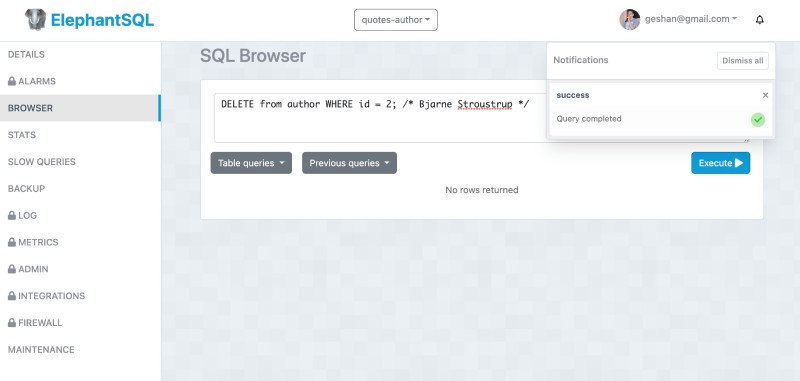 ElephantSQL
quotes-author
geshan@gmail.com
DETAILS
ALARMS
BROWSER
STATS
SLOW QUERIES
BACKUP
LOG
METRICS
ADMIN
INTEGRATIONS
FIREWALL
MAINTENANCE
SQL Browser
DELETE from author WHERE id = 2; /* Bjarne Stroustrup */
Table queries
Previous queries
Execute
No rows returned
Notifications
Dismiss all
success
×
Query completed